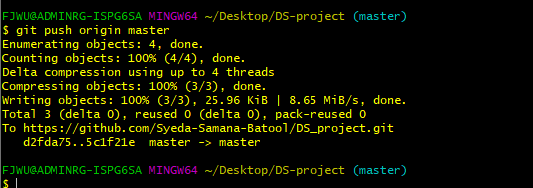 FJWU@ADMINRG-ISPG6SA MINGW64 ~/Desktop/DS-project (master)
$ git push origin master
Enumerating objects: 4, done.
Counting objects: 100% (4/4), done.
Delta compression using up to 4 threads
Compressing objects: 100% (3/3), done.
Writing objects: 100% (3/3), 25.96 KiB | 8.65 MiB/s, done.
Total 3 (delta 0), reused 0 (delta 0), pack-reused 0
To https://github.com/Syeda-Samana-Batool/DS_project.git
   d2fda75..5c1f21e  master -> master
FJWU@ADMINRG-ISPG6SA MINGW64 ~/Desktop/DS-project (master)
$